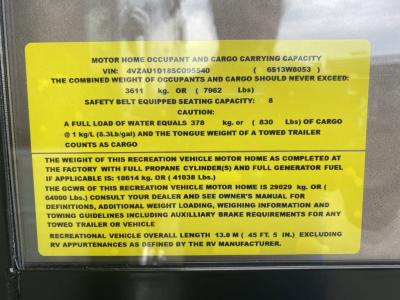 MOTOR HOME OCCUPANT AND CARGO CARRYING CAPACITY
VIN: 4VZAU1D18SC095540 ( 6S13W8053 )
THE COMBINED WEIGHT OF OCCUPANTS AND CARGO SHOULD NEVER EXCEED:
3611 kg. OR ( 7962 Lbs)
SAFETY BELT EQUIPPED SEATING CAPACITY: 8
CAUTION:
A FULL LOAD OF WATER EQUALS 378 kg. or ( 830 Lbs) OF CARGO
@ 1 kg/L (8.3Lb/gal) AND THE TONGUE WEIGHT OF A TOWED TRAILER
COUNTS AS CARGO
THE WEIGHT OF THIS RECREATION VEHICLE MOTOR HOME AS COMPLETED AT
THE FACTORY WITH FULL PROPANE CYLINDER(S) AND FULL GENERATOR FUEL
IF APPLICABLE IS: 18614 kg. OR ( 41038 Lbs.)
THE GCWR OF THIS RECREATION VEHICLE MOTOR HOME IS 29029 kg. OR (
64000 Lbs.) CONSULT YOUR DEALER AND SEE OWNER'S MANUAL FOR
DEFINITIONS, ADDITIONAL WEIGHT LOADING, WEIGHING INFORMATION AND
TOWING GUIDELINES INCLUDING AUXILLIARY BRAKE REQUIREMENTS FOR ANY
TOWED TRAILER OR VEHICLE
RECREATIONAL VEHICLE OVERALL LENGTH 13.8 M ( 45 FT. 5 IN.) EXCLUDING
RV APPURTENANCES AS DEFINED BY THE RV MANUFACTURER.